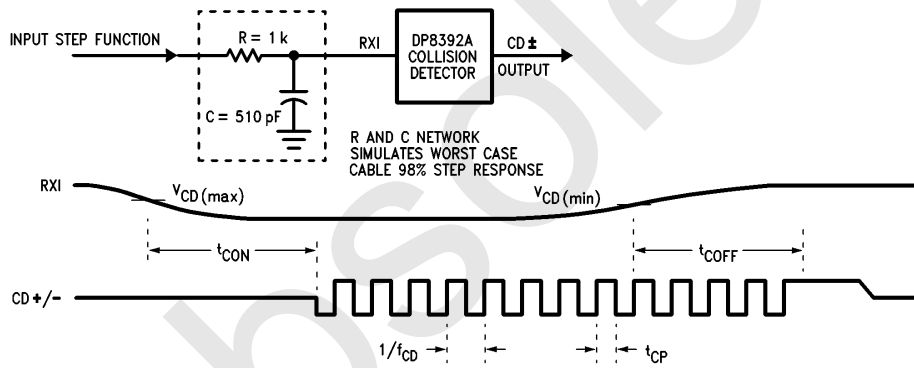 INPUT STEP FUNCTION
R = 1 k
C = 510 pF
RXI
DP8392A
COLLISION
DETECTOR
CD ±
OUTPUT
R AND C NETWORK
SIMULATES WORST CASE
CABLE 98% STEP RESPONSE
RXI
VCD(max)
VCD(min)
tCON
tCOFF
CD +/-
1/fCD
tCP